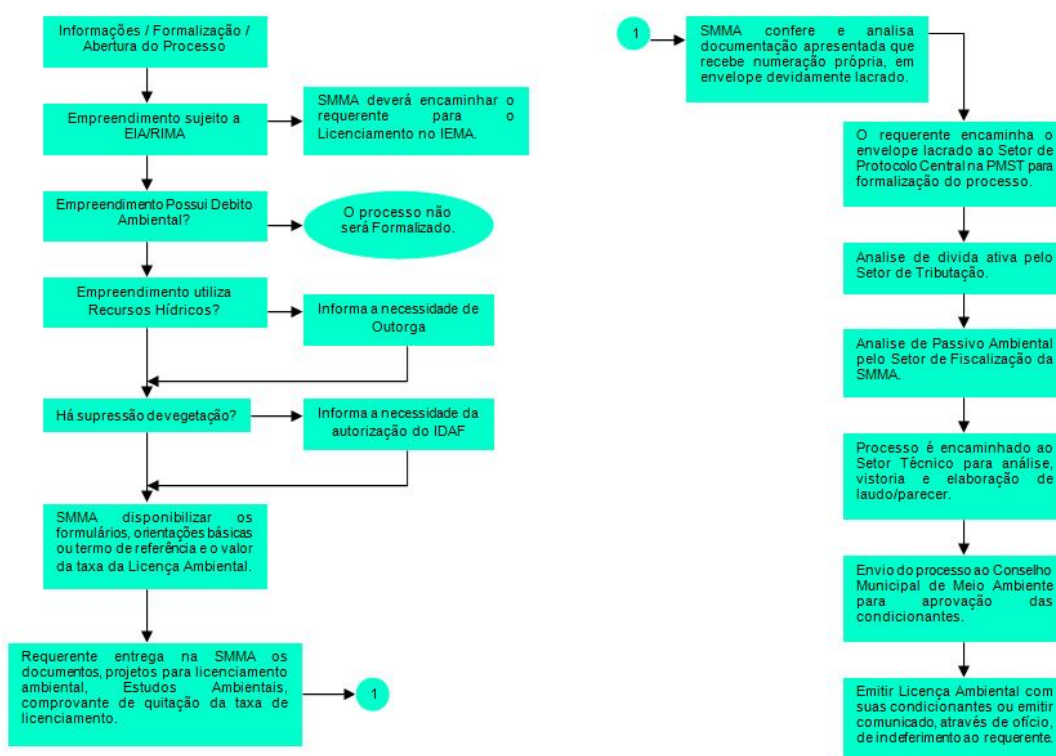 Informações / Formalização /
Abertura do Processo
Empreendimento sujeito a
EIA/RIMA
SMMA deverá encaminhar o
requerente para o
Licenciamento no IEMA.
Empreendimento Possui Debito
Ambiental?
O processo não
será Formalizado.
Empreendimento utiliza
Recursos Hídricos?
Informa a necessidade de
Outorga
Há supressão de vegetação?
Informa a necessidade da
autorização do IDAF
SMMA disponibilizar os
formulários, orientações básicas
ou termo de referência e o valor
da taxa da Licença Ambiental.
Requerente entrega na SMMA os
documentos, projetos para licenciamento
ambiental, Estudos Ambientais,
comprovante de quitação da taxa de
licenciamento.
1
1
SMMA confere e analisa
documentação apresentada que
recebe numeração própria, em
envelope devidamente lacrado.
O requerente encaminha o
envelope lacrado ao Setor de
Protocolo Central na PMST para
formalização do processo.
Analise de divida ativa pelo
Setor de Tributação.
Analise de Passivo Ambiental
pelo Setor de Fiscalização da
SMMA.
Processo é encaminhado ao
Setor Técnico para análise,
vistoria e elaboração de
laudo/parecer.
Envio do processo ao Conselho
Municipal de Meio Ambiente
para aprovação das
condicionantes.
Emitir Licença Ambiental com
suas condicionantes ou emitir
comunicado, através de ofício,
de indeferimento ao requerente.